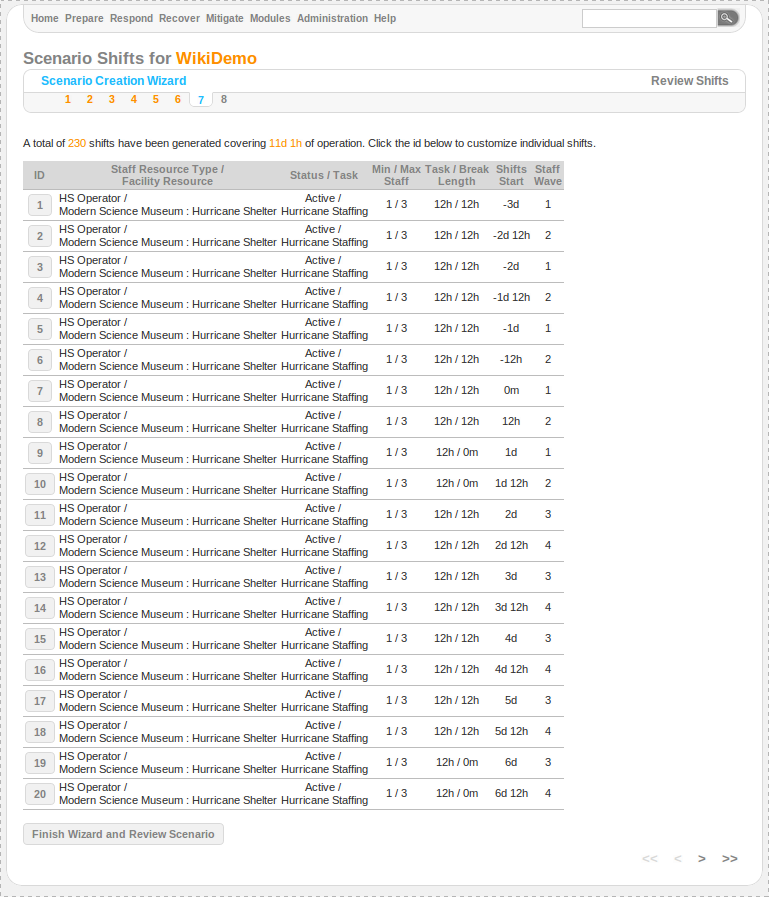 Home Prepare Respond Recover Mitigate Modules Administration Help
Scenario Shifts for WikiDemo
Scenario Creation Wizard Review Shifts
1 2 3 4 5 6 7 8
A total of 230 shifts have been generated covering 11d 1h of operation. Click the id below to customize individual shifts.
ID Staff Resource Type / Facility Resource Status / Task Min / Max Staff Task / Break Length Shifts Start Staff Wave
1 HS Operator / Modern Science Museum : Hurricane Shelter Active / Hurricane Staffing 1 / 3 12h / 12h -3d 1
2 HS Operator / Modern Science Museum : Hurricane Shelter Active / Hurricane Staffing 1 / 3 12h / 12h -2d 12h 2
3 HS Operator / Modern Science Museum : Hurricane Shelter Active / Hurricane Staffing 1 / 3 12h / 12h -2d 1
4 HS Operator / Modern Science Museum : Hurricane Shelter Active / Hurricane Staffing 1 / 3 12h / 12h -1d 12h 2
5 HS Operator / Modern Science Museum : Hurricane Shelter Active / Hurricane Staffing 1 / 3 12h / 12h -1d 1
6 HS Operator / Modern Science Museum : Hurricane Shelter Active / Hurricane Staffing 1 / 3 12h / 12h -12h 2
7 HS Operator / Modern Science Museum : Hurricane Shelter Active / Hurricane Staffing 1 / 3 12h / 12h 0m 1
8 HS Operator / Modern Science Museum : Hurricane Shelter Active / Hurricane Staffing 1 / 3 12h / 12h 12h 2
9 HS Operator / Modern Science Museum : Hurricane Shelter Active / Hurricane Staffing 1 / 3 12h / 0m 1d 1
10 HS Operator / Modern Science Museum : Hurricane Shelter Active / Hurricane Staffing 1 / 3 12h / 0m 1d 12h 2
11 HS Operator / Modern Science Museum : Hurricane Shelter Active / Hurricane Staffing 1 / 3 12h / 12h 2d 3
12 HS Operator / Modern Science Museum : Hurricane Shelter Active / Hurricane Staffing 1 / 3 12h / 12h 2d 12h 4
13 HS Operator / Modern Science Museum : Hurricane Shelter Active / Hurricane Staffing 1 / 3 12h / 12h 3d 3
14 HS Operator / Modern Science Museum : Hurricane Shelter Active / Hurricane Staffing 1 / 3 12h / 12h 3d 12h 4
15 HS Operator / Modern Science Museum : Hurricane Shelter Active / Hurricane Staffing 1 / 3 12h / 12h 4d 3
16 HS Operator / Modern Science Museum : Hurricane Shelter Active / Hurricane Staffing 1 / 3 12h / 12h 4d 12h 4
17 HS Operator / Modern Science Museum : Hurricane Shelter Active / Hurricane Staffing 1 / 3 12h / 12h 5d 3
18 HS Operator / Modern Science Museum : Hurricane Shelter Active / Hurricane Staffing 1 / 3 12h / 12h 5d 12h 4
19 HS Operator / Modern Science Museum : Hurricane Shelter Active / Hurricane Staffing 1 / 3 12h / 0m 6d 3
20 HS Operator / Modern Science Museum : Hurricane Shelter Active / Hurricane Staffing 1 / 3 12h / 0m 6d 12h 4
Finish Wizard and Review Scenario
<< < > >>